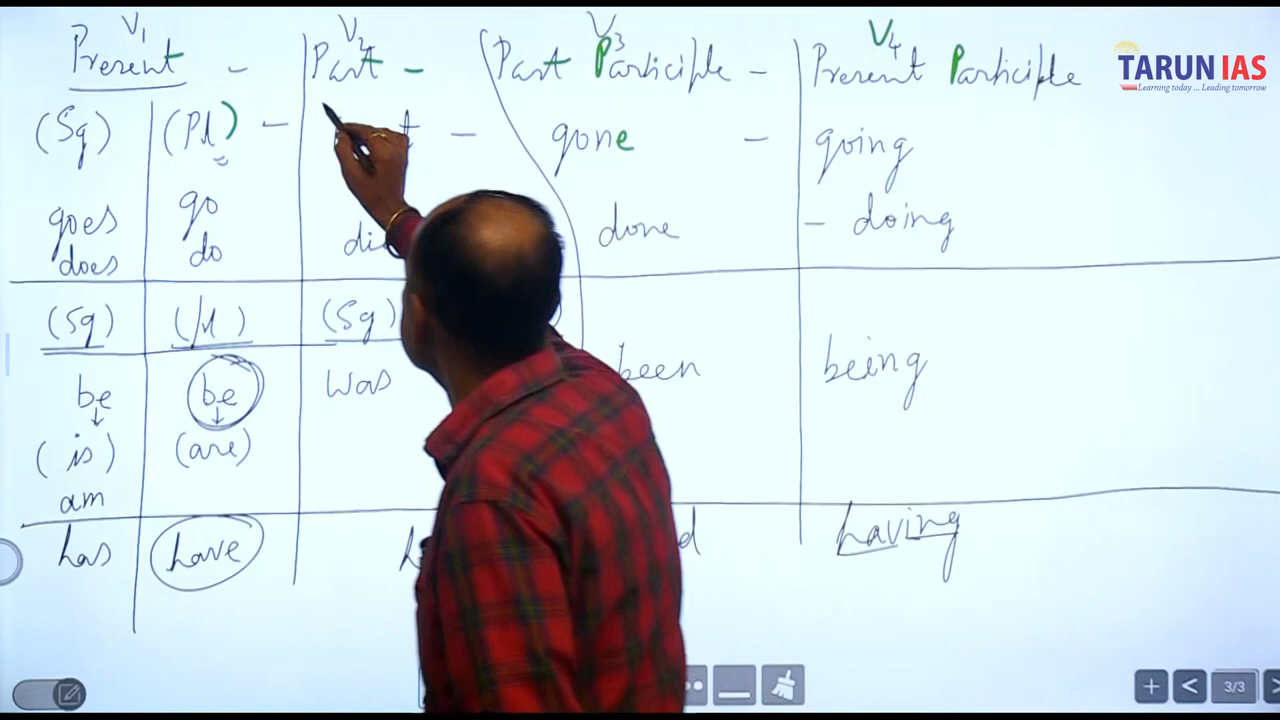 V1 V2 V3 V4
Present - Past - Past Participle - Present Participle
TARUN IAS
Learning today ... Leading tomorrow
(Sg) (Pl) - - gone - going
goes go done - doing
does do
(Sg) (Pl) (Sg)
be be was been being
(is) (are)
am
has have having
3/3